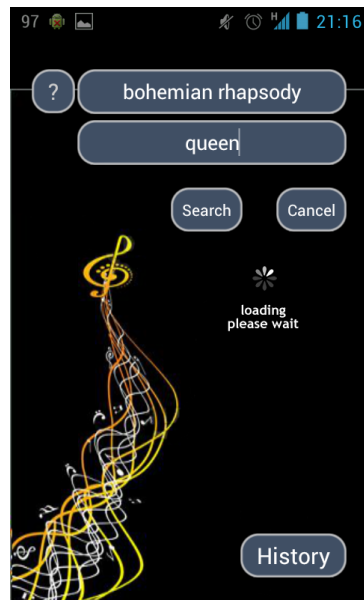 97 H 21:16
? bohemian rhapsody
queen
Search Cancel
loading
please wait
History